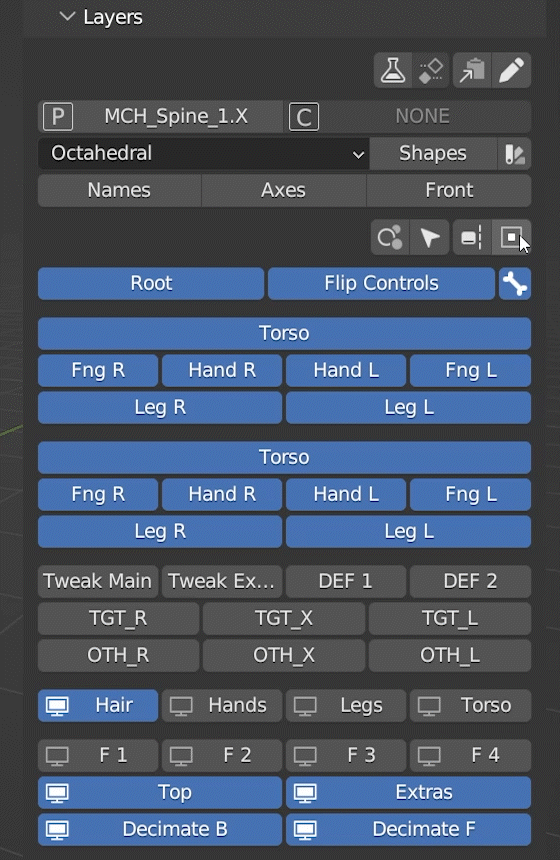 Layers
P MCH_Spine_1.X C NONE
Octahedral Shapes
Names Axes Front
Root Flip Controls
Torso
Fng R Hand R Hand L Fng L
Leg R Leg L
Torso
Fng R Hand R Hand L Fng L
Leg R Leg L
Tweak Main Tweak Ex... DEF 1 DEF 2
TGT_R TGT_X TGT_L
OTH_R OTH_X OTH_L
Hair Hands Legs Torso
F 1 F 2 F 3 F 4
Top Extras
Decimate B Decimate F